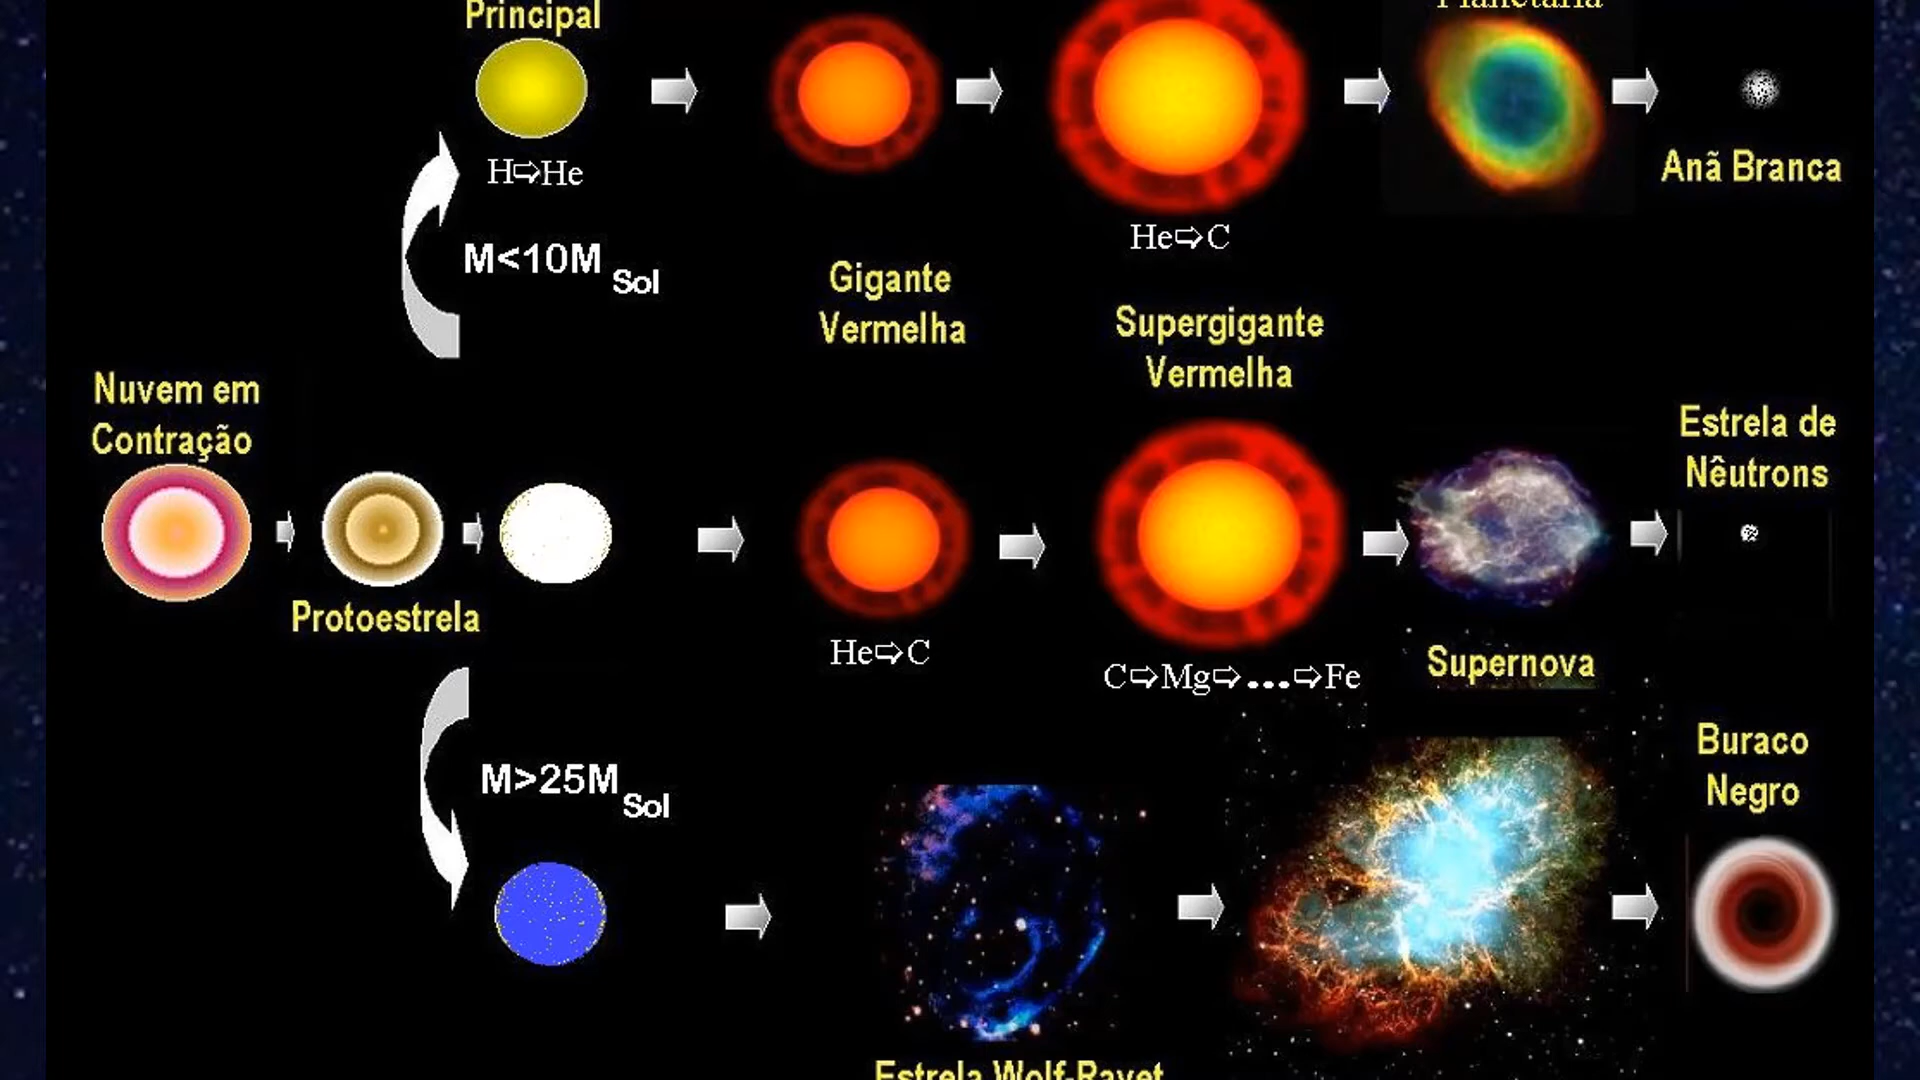 Principal
Planetária
H⇨He
Anã Branca
He⇨C
M<10M Sol
Gigante
Vermelha
Supergigante
Vermelha
Nuvem em
Contração
Estrela de
Nêutrons
Protoestrela
He⇨C
C⇨Mg⇨...⇨Fe
Supernova
M>25M Sol
Buraco
Negro
Estrela Wolf-Rayet